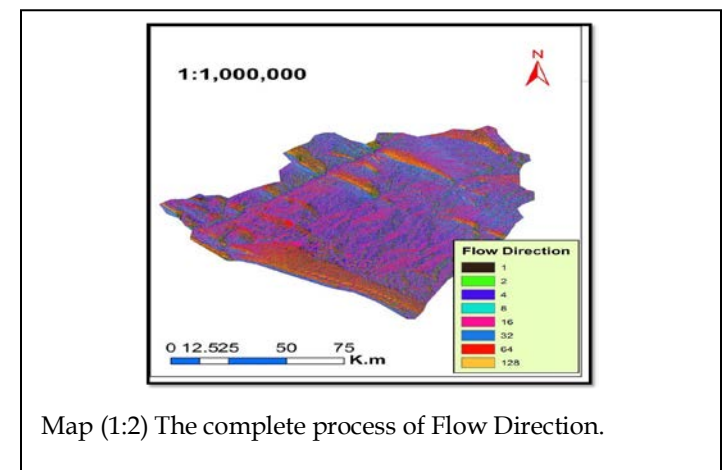 1:1,000,000
N
Flow Direction
1
2
4
8
16
32
64
128
0 12.525 50 75
K.m
Map (1:2) The complete process of Flow Direction.